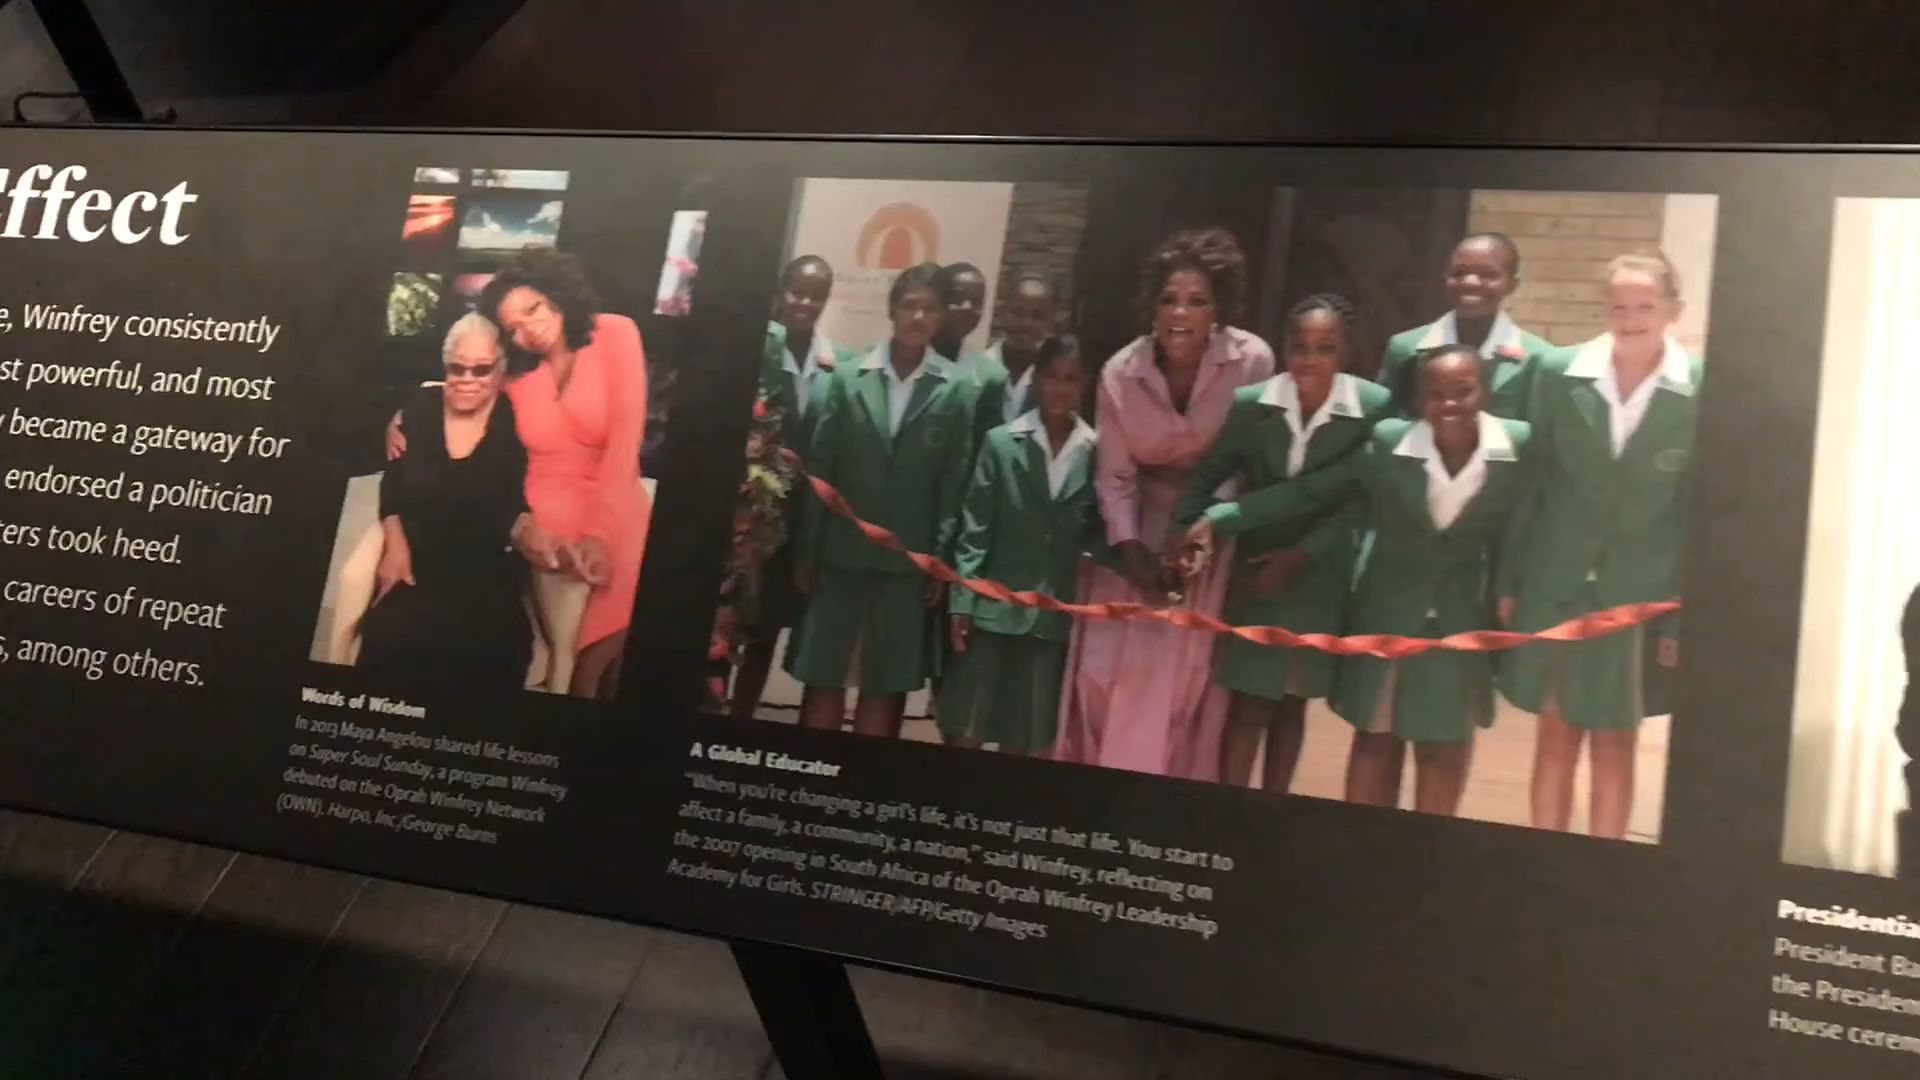 ffect
, Winfrey consistently
st powerful, and most
became a gateway for
endorsed a politician
ers took heed.
careers of repeat
, among others.
Words of Wisdom
In 2013 Maya Angelou shared life lessons
on Super Soul Sunday, a program Winfrey
debuted on the Oprah Winfrey Network
(OWN). Harpo, Inc./George Burns
A Global Educator
"When you're changing a girl's life, it's not just that life. You start to
affect a family, a community, a nation," said Winfrey, reflecting on
the 2007 opening in South Africa of the Oprah Winfrey Leadership
Academy for Girls. STRINGER/AFP/Getty Images
Presidentia
President Ba
the Presiden
House cerem